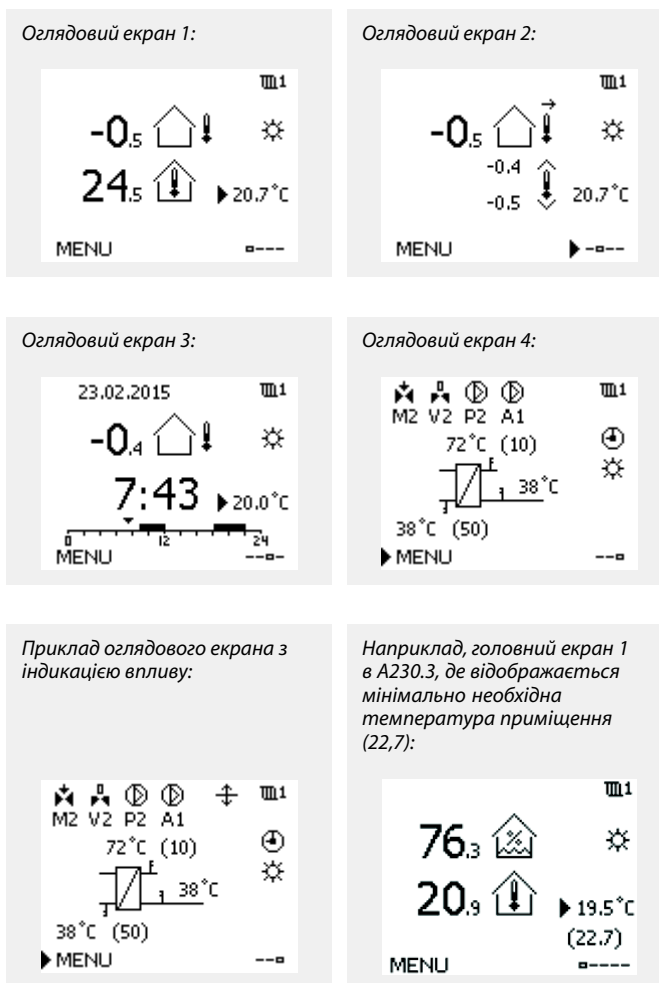 Оглядовий екран 1:
1
-0.5
24.5
20.7°C
MENU
Оглядовий екран 2:
1
-0.5
-0.4
-0.5
20.7°C
MENU
Оглядовий екран 3:
23.02.2015
1
-0.4
7:43
20.0°C
0 12 24
MENU
Оглядовий екран 4:
1
M2 V2 P2 A1
72°C (10)
38°C
38°C (50)
MENU
Приклад оглядового екрана з
індикацією впливу:
1
M2 V2 P2 A1
72°C (10)
38°C
38°C (50)
MENU
Наприклад, головний екран 1
в A230.3, де відображається
мінімально необхідна
температура приміщення
(22,7):
1
76.3
%
20.9
19.5°C
(22.7)
MENU